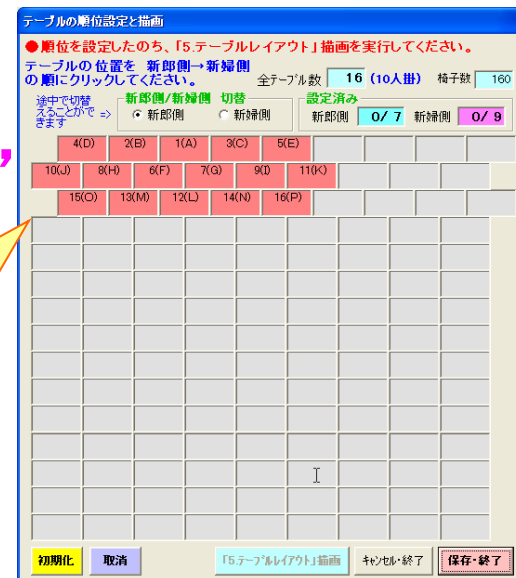 テーブルの順位設定と描画
●順位を設定したのち、「5.テーブルレイアウト」描画を実行してください。
テーブルの位置を 新郎側→新婦側
の順にクリックしてください。
全テーブル数 16 (10人掛) 椅子数 160
途中で切替
えることがで =>
きます
新郎側/新婦側 切替
新郎側 新婦側
設定済み
新郎側 0/ 7 新婦側 0/ 9
4(D) 2(B) 1(A) 3(C) 5(E)
10(J) 8(H) 6(F) 7(G) 9(I) 11(K)
15(O) 13(M) 12(L) 14(N) 16(P)
初期化 取消 「5.テーブルレイアウト」描画 キャンセル・終了 保存・終了